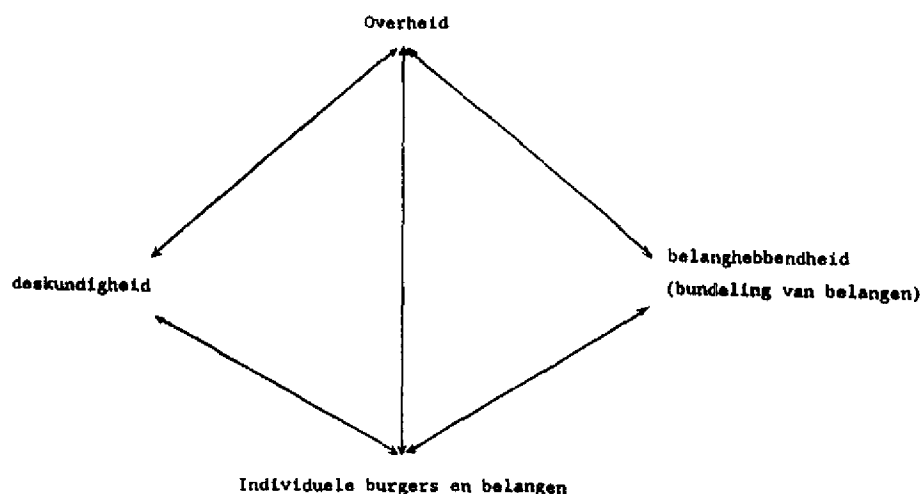 Overheid
deskundigheid
belanghebbendheid
(bundeling van belangen)
Individuele burgers en belangen